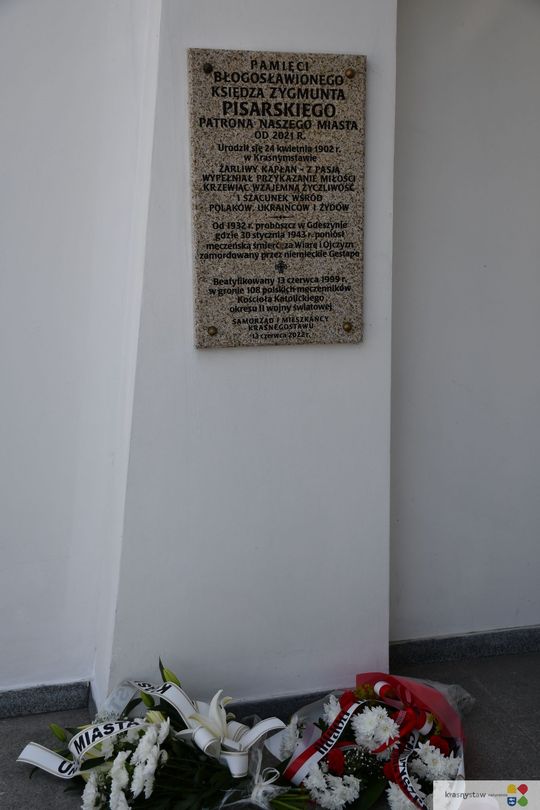 PAMIĘCI
BŁOGOSŁAWIONEGO
KSIĘDZA ZYGMUNTA
PISARSKIEGO
PATRONA NASZEGO MIASTA
OD 2021 R.
Urodził się 24 kwietnia 1902 r.
w Krasnymstawie
ŻARLIWY KAPŁAN - Z PASJĄ
WYPEŁNIAŁ PRZYKAZANIE MIŁOŚCI
KRZEWIĄC WZAJEMNĄ ŻYCZLIWOŚĆ
I SZACUNEK WŚRÓD
POLAKÓW, UKRAIŃCÓW I ŻYDÓW
Od 1932 r. proboszcz w Gdeszynie
gdzie 30 stycznia 1943 r. poniósł
męczeńską śmierć za Wiarę i Ojczyzn
zamordowany przez niemieckie Gestapo
Beatyfikowany 13 czerwca 1999 r.
w gronie 108 polskich męczenników
Kościoła Katolickiego
okresu II wojny światowej
SAMORZĄD I MIESZKAŃCY
KRASNEGOSTAWU
13 czerwca 2022 r.
MIASTA
krasnystaw